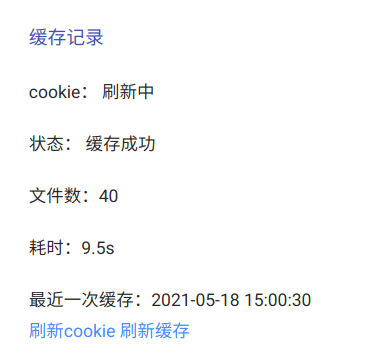 缓存记录
cookie： 刷新中
状态： 缓存成功
文件数：40
耗时：9.5s
最近一次缓存：2021-05-18 15:00:30
刷新cookie 刷新缓存